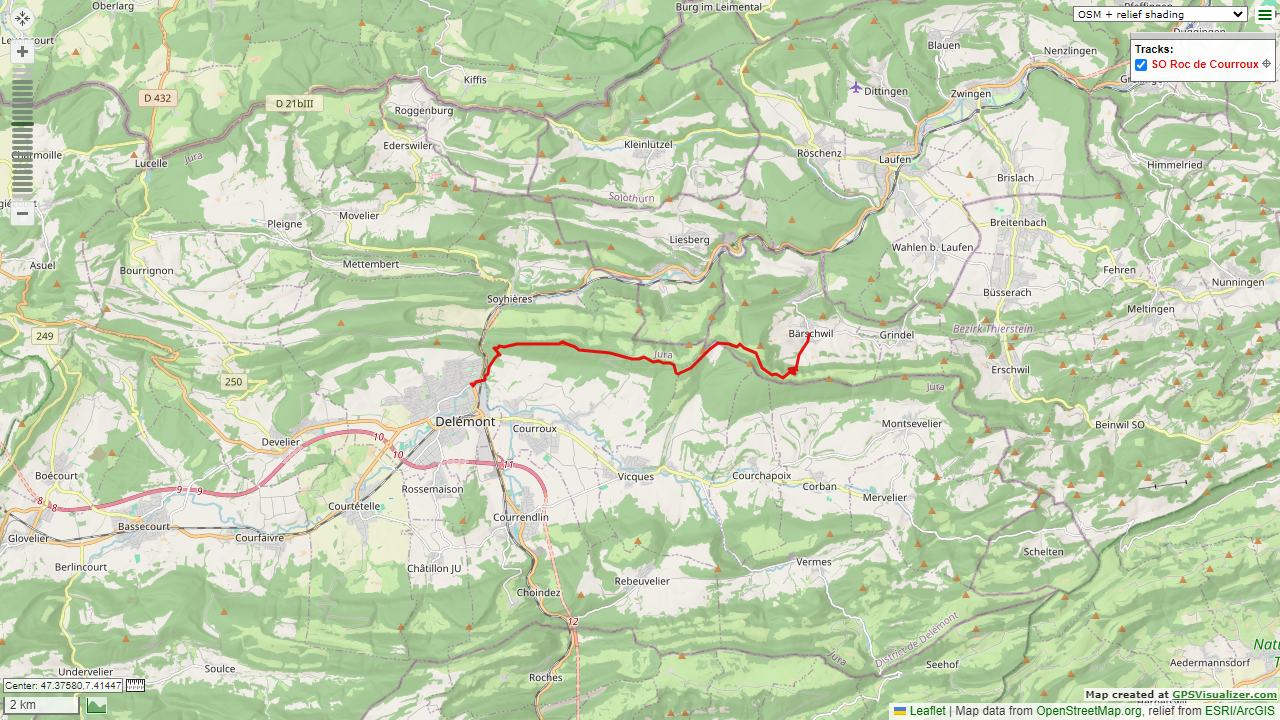 Oberlarg
Burg im Leimental
Pfeffingen
OSM + relief shading
Duggingen
Blauen
Nenzlingen
Tracks:
SO Roc de Courroux
Kiffis
D 432
D 21bIII
Roggenburg
Dittingen
Zwingen
Charmoille
Lucelle
Jura
Ederswiler
Kleinlützel
Röschenz
Laufen
Himmelried
Brislach
Solothurn
Movelier
Pleigne
Breitenbach
Liesberg
Wahlen b. Laufen
Asuel
Bourrignon
Mettembert
Fehren
Nunningen
Büsserach
Soyhières
Meltingen
249
Bärschwil
Grindel
Bezirk Thierstein
Jura
Erschwil
250
Jura
Delémont
Courroux
Montsevelier
Beinwil SO
Develier
10
10
11
Boécourt
Vicques
Courchapoix
Corban
Mervelier
Rossemaison
9
9
8
8
Courtételle
Courrendlin
Bassecourt
Glovelier
Courfaivre
Schelten
Berlincourt
Châtillon JU
Vermes
Rebeuvelier
Choindez
12
District de Delémont
Jura
Seehof
Aedermannsdorf
Undervelier
Soulce
Roches
Center: 47.37580,7.41447
2 km
Map created at GPSVisualizer.com
Leaflet | Map data from OpenStreetMap.org, relief from ESRI/ArcGIS